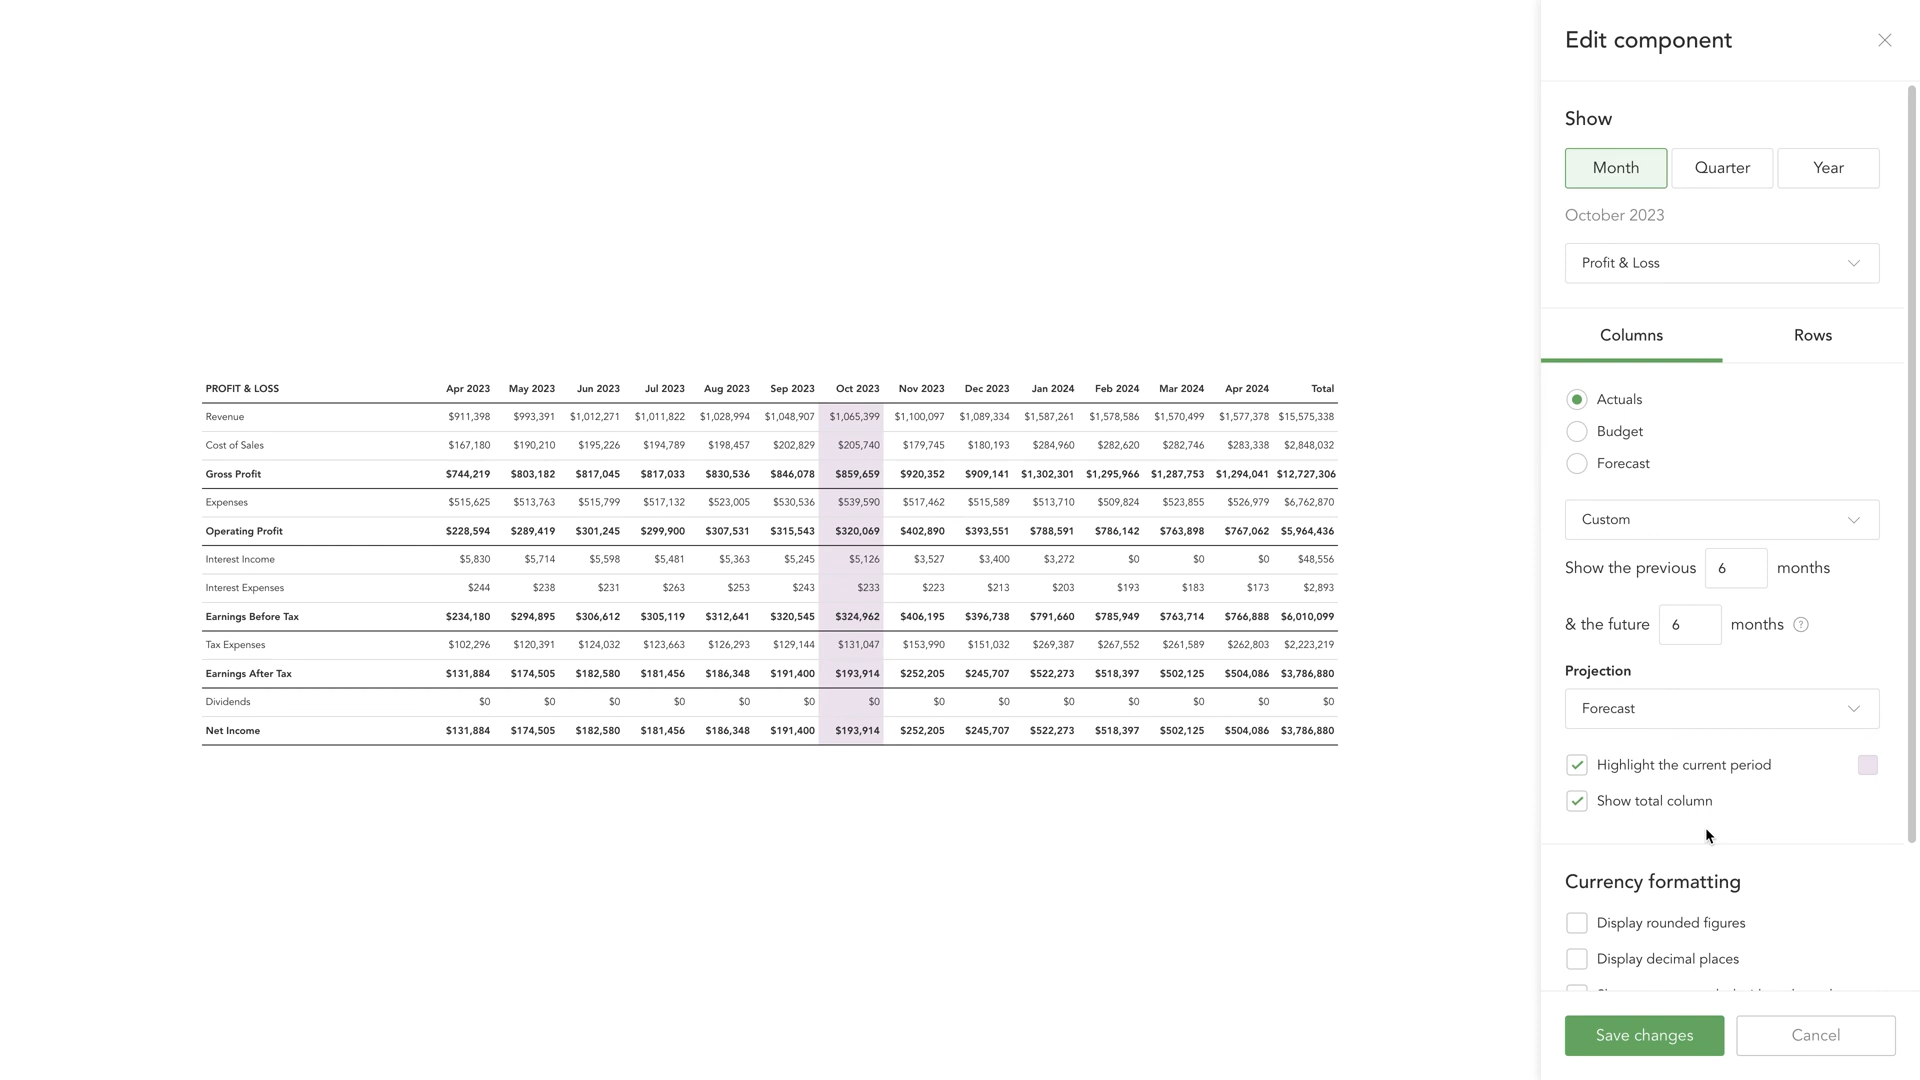 Edit component
Show
Month Quarter Year
October 2023
Profit & Loss
Columns Rows
Actuals
Budget
Forecast
Custom
Show the previous 6 months
& the future 6 months ?
Projection
Forecast
Highlight the current period
Show total column
Currency formatting
Display rounded figures
Display decimal places
Save changes Cancel
PROFIT & LOSS Apr 2023 May 2023 Jun 2023 Jul 2023 Aug 2023 Sep 2023 Oct 2023 Nov 2023 Dec 2023 Jan 2024 Feb 2024 Mar 2024 Apr 2024 Total
Revenue $911,398 $993,391 $1,012,271 $1,011,822 $1,028,994 $1,048,907 $1,065,399 $1,100,097 $1,089,334 $1,587,261 $1,578,586 $1,570,499 $1,577,378 $15,575,338
Cost of Sales $167,180 $190,210 $195,226 $194,789 $198,457 $202,829 $205,740 $179,745 $180,193 $284,960 $282,620 $282,746 $283,338 $2,848,032
Gross Profit $744,219 $803,182 $817,045 $817,033 $830,536 $846,078 $859,659 $920,352 $909,141 $1,302,301 $1,295,966 $1,287,753 $1,294,041 $12,727,306
Expenses $515,625 $513,763 $515,799 $517,132 $523,005 $530,536 $539,590 $517,462 $515,589 $513,710 $509,824 $523,855 $526,979 $6,762,870
Operating Profit $228,594 $289,419 $301,245 $299,900 $307,531 $315,543 $320,069 $402,890 $393,551 $788,591 $786,142 $763,898 $767,062 $5,964,436
Interest Income $5,830 $5,714 $5,598 $5,481 $5,363 $5,245 $5,126 $3,527 $3,400 $3,272 $0 $0 $0 $48,556
Interest Expenses $244 $238 $231 $263 $253 $243 $233 $223 $213 $203 $193 $183 $173 $2,893
Earnings Before Tax $234,180 $294,895 $306,612 $305,119 $312,641 $320,545 $324,962 $406,195 $396,738 $791,660 $785,949 $763,714 $766,888 $6,010,099
Tax Expenses $102,296 $120,391 $124,032 $123,663 $126,293 $129,144 $131,047 $153,990 $151,032 $269,387 $267,552 $261,589 $262,803 $2,223,219
Earnings After Tax $131,884 $174,505 $182,580 $181,456 $186,348 $191,400 $193,914 $252,205 $245,707 $522,273 $518,397 $502,125 $504,086 $3,786,880
Dividends $0 $0 $0 $0 $0 $0 $0 $0 $0 $0 $0 $0 $0 $0
Net Income $131,884 $174,505 $182,580 $181,456 $186,348 $191,400 $193,914 $252,205 $245,707 $522,273 $518,397 $502,125 $504,086 $3,786,880